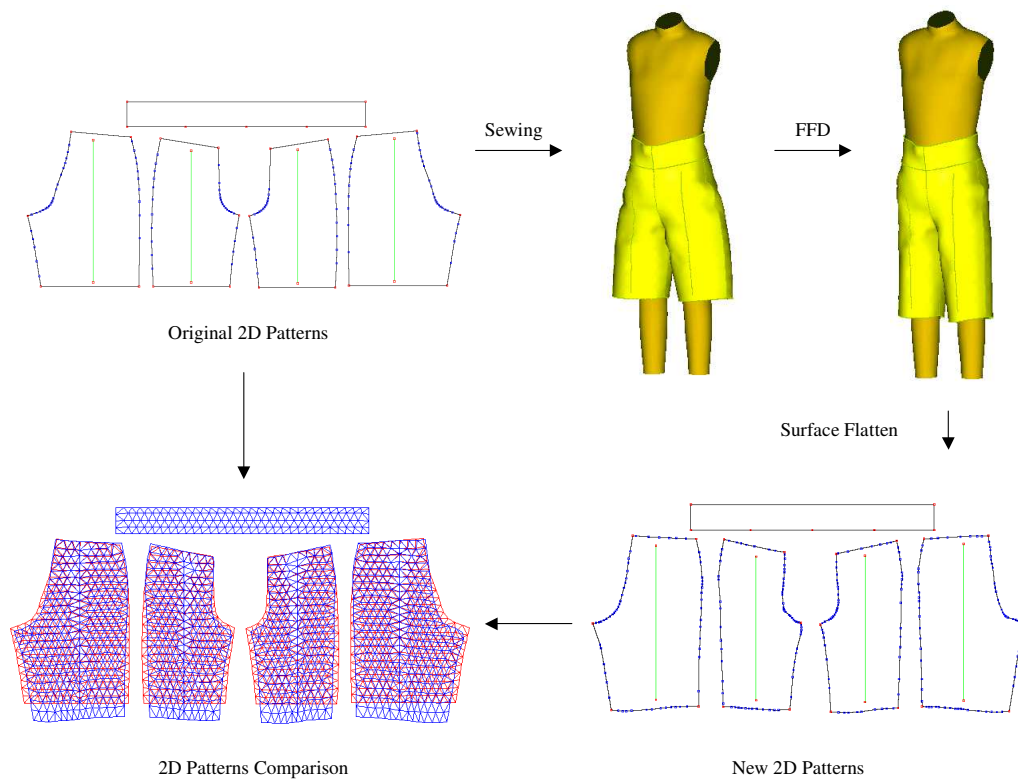 Sewing
FFD
Original 2D Patterns
Surface Flatten
2D Patterns Comparison
New 2D Patterns